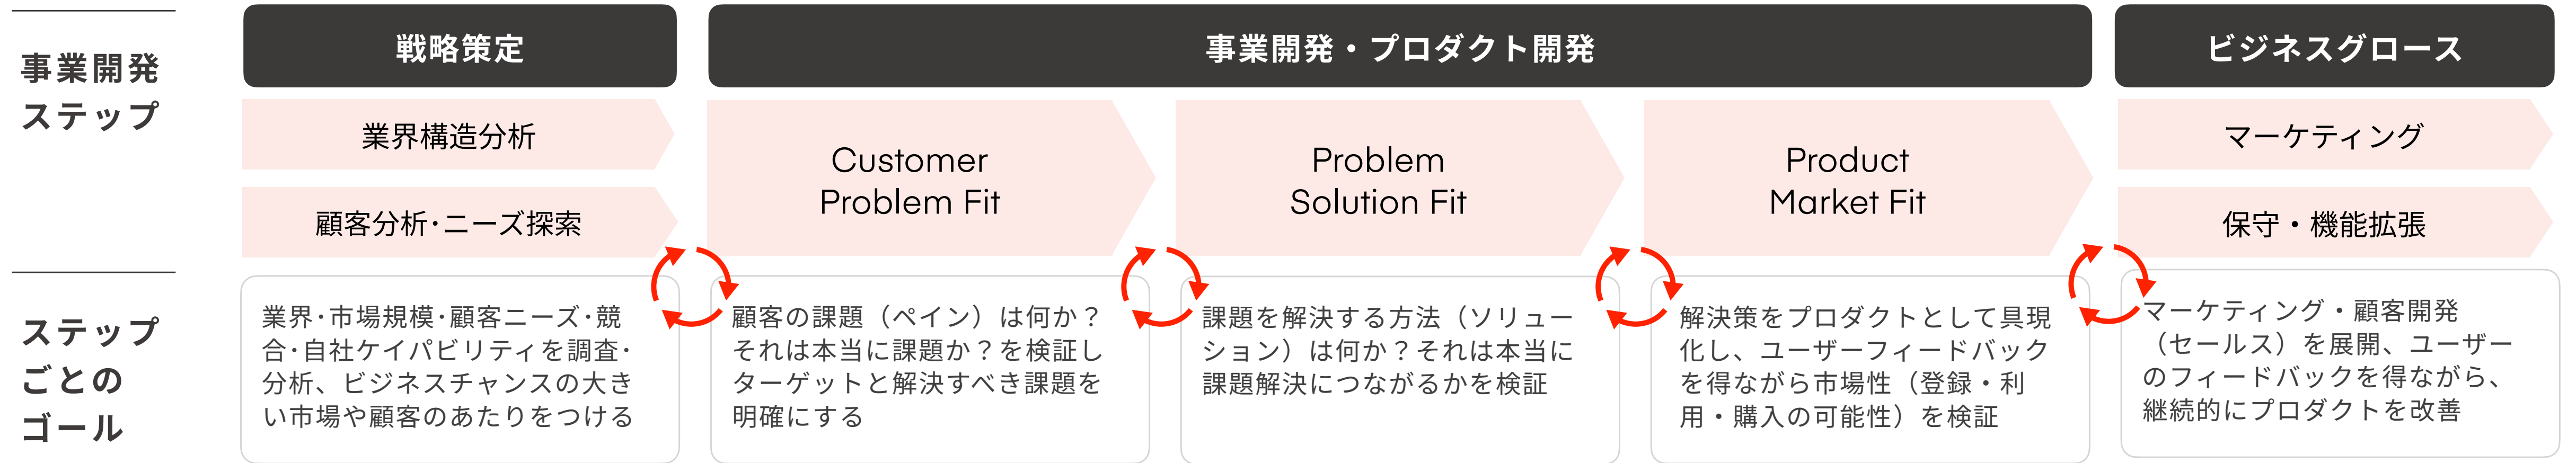 事業開発
ステップ
戦略策定
事業開発・プロダクト開発
ビジネスグロース
業界構造分析
顧客分析･ニーズ探索
Customer
Problem Fit
Problem
Solution Fit
Product
Market Fit
マーケティング
保守・機能拡張
ステップ
ごとの
ゴール
業界･市場規模･顧客ニーズ･競
合･自社ケイパビリティを調査･
分析、ビジネスチャンスの大き
い市場や顧客のあたりをつける
顧客の課題（ペイン）は何か？
それは本当に課題か？を検証し
ターゲットと解決すべき課題を
明確にする
課題を解決する方法（ソリュー
ション）は何か？それは本当に
課題解決につながるかを検証
解決策をプロダクトとして具現
化し、ユーザーフィードバック
を得ながら市場性（登録・利
用・購入の可能性）を検証
マーケティング・顧客開発
（セールス）を展開、ユーザー
のフィードバックを得ながら、
継続的にプロダクトを改善